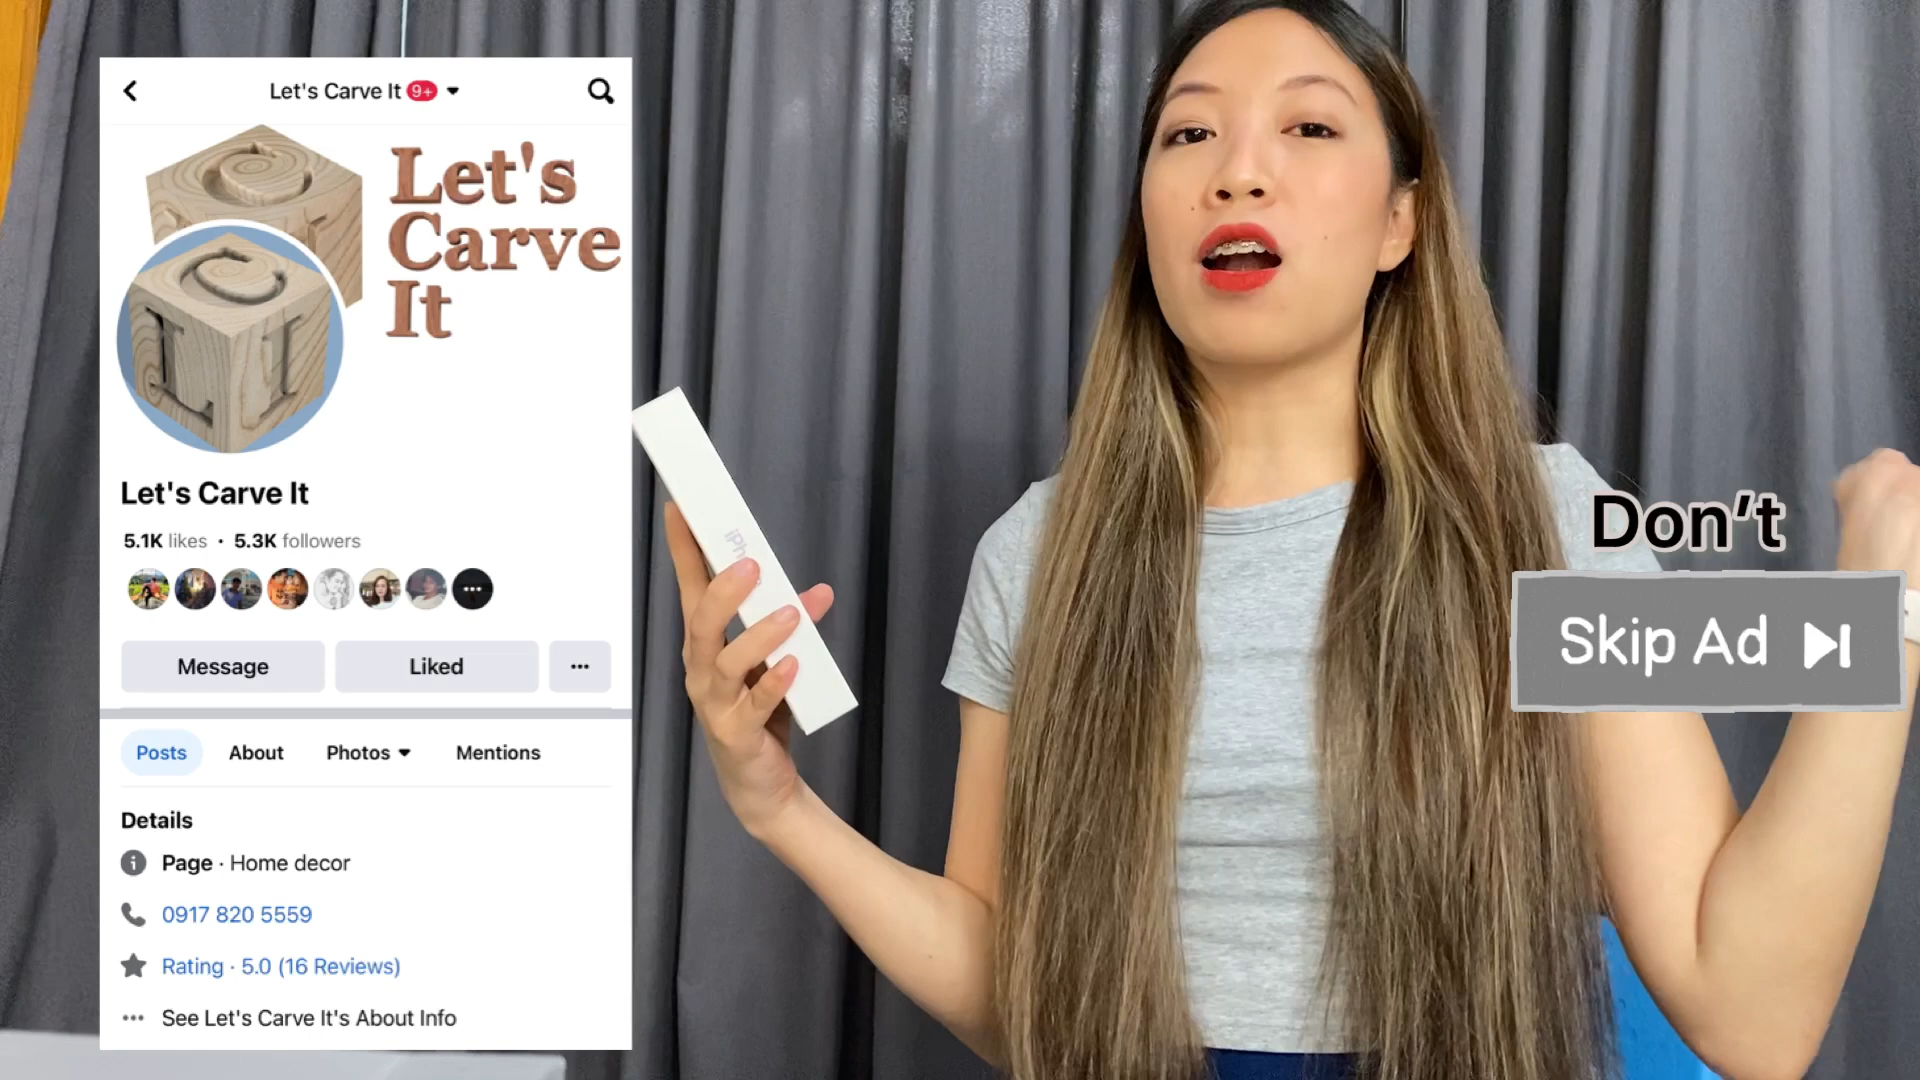 Let's Carve It 9+
Let's
Carve
It
Let's Carve It
5.1K likes · 5.3K followers
Message
Liked
Posts
About
Photos
Mentions
Details
Page · Home decor
0917 820 5559
Rating · 5.0 (16 Reviews)
See Let's Carve It's About Info
Don't
Skip Ad